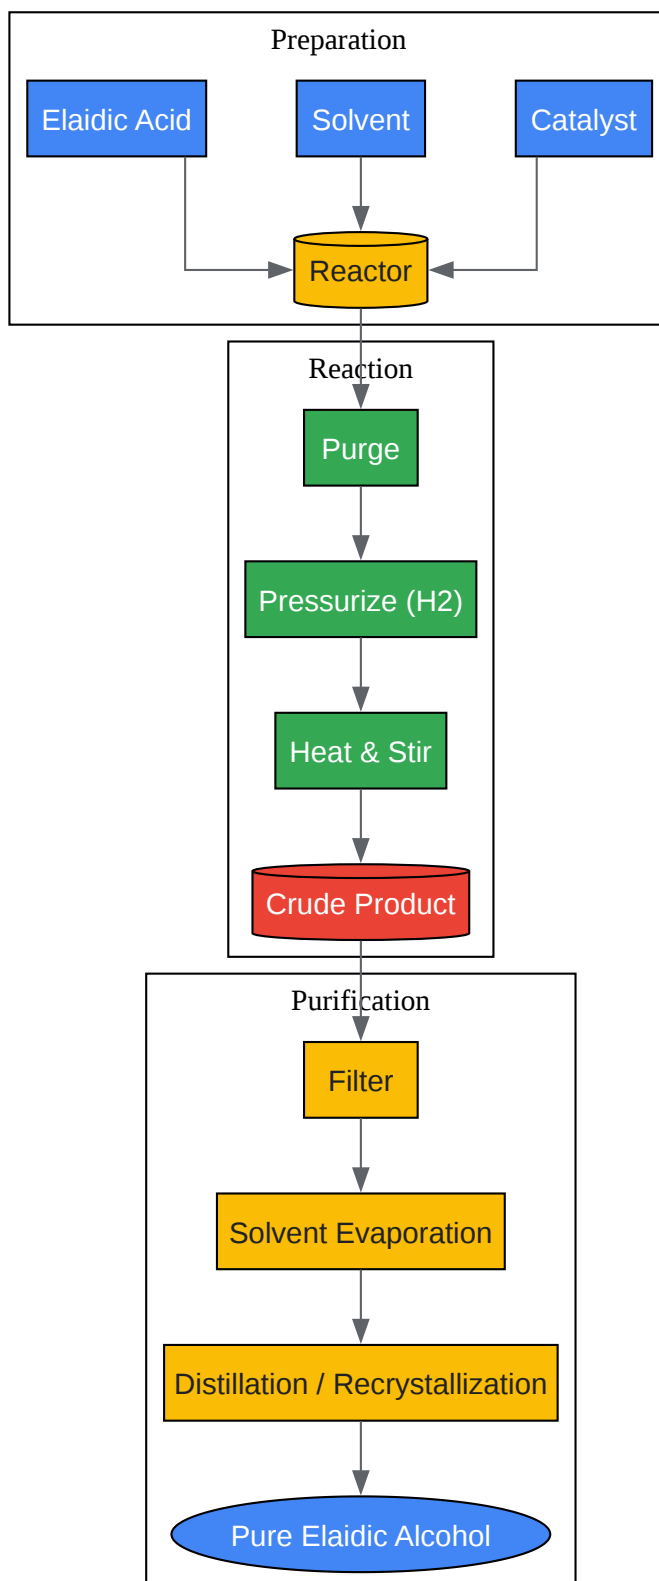 Preparation
Elaidic Acid
Solvent
Catalyst
Reactor
Reaction
Purge
Pressurize (H2)
Heat & Stir
Crude Product
Purification
Filter
Solvent Evaporation
Distillation / Recrystallization
Pure Elaidic Alcohol